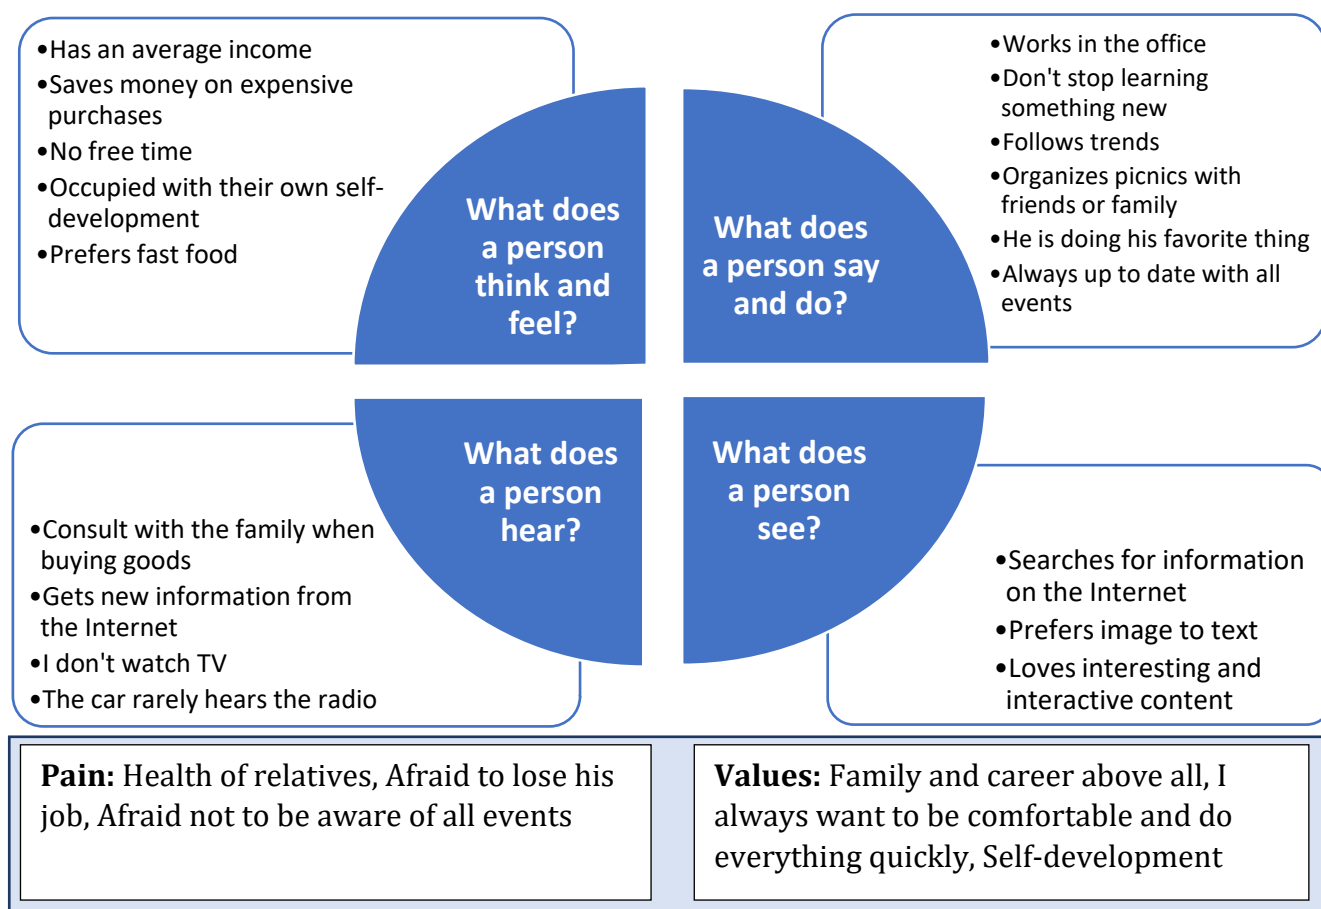 •Has an average income
•Saves money on expensive
purchases
•No free time
•Occupied with their own self-
development
•Prefers fast food
What does
a person
think and
feel?
What does
a person say
and do?
•Works in the office
•Don't stop learning
something new
•Follows trends
•Organizes picnics with
friends or family
•He is doing his favorite thing
•Always up to date with all
events
•Consult with the family when
buying goods
•Gets new information from
the Internet
•I don't watch TV
•The car rarely hears the radio
What does
a person
hear?
What does
a person
see?
•Searches for information
on the Internet
•Prefers image to text
•Loves interesting and
interactive content
Pain: Health of relatives, Afraid to lose his
job, Afraid not to be aware of all events
Values: Family and career above all, I
always want to be comfortable and do
everything quickly, Self-development